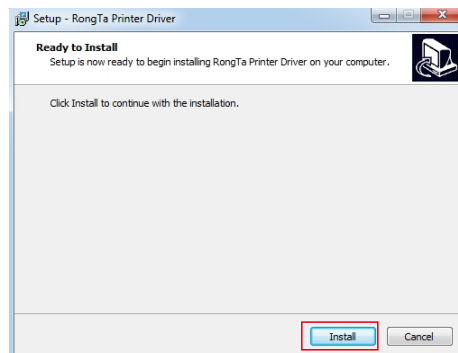 Setup - RongTa Printer Driver
Ready to Install
Setup is now ready to begin installing RongTa Printer Driver on your computer.
Click Install to continue with the installation.
Install
Cancel